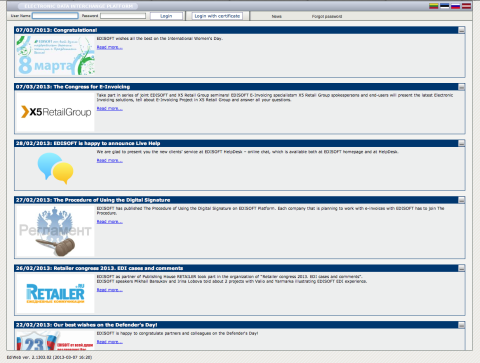 ELECTRONIC DATA INTERCHANGE PLATFORM
User Name Password Login Login with certificate News Forgot password
07/03/2013: Congratulations!
EDISOFT wishes all the best on the International Women's Day.
Read more...
8 марта
07/03/2013: The Congress for E-Invoicing
Take part in series of joint EDISOFT and X5 Retail Group seminars! EDISOFT E-Invoicing specialists и X5 Retail Group spokespersons and end-users will present the latest Electronic
Invoicing solutions, tell about E-Invoicing Project in X5 Retail Group and answer all your questions.
Read more...
X5RetailGroup
28/02/2013: EDISOFT is happy to announce Live Help
We are glad to present you the new clients' service at EDISOFT HelpDesk – online chat, which is available both at EDISOFT homepage and at HelpDesk.
Read more...
27/02/2013: The Procedure of Using the Digital Signature
EDISOFT has published The Procedure of Using the Digital Signature on EDISOFT Platform. Each company that is planning to work with e-invoices with EDISOFT has to join The
Procedure.
Read more...
Регламент
26/02/2013: Retailer congress 2013. EDI cases and comments
EDISOFT as partner of Publishing House RETAILER took part in the organization of "Retailer congress 2013. EDI cases and comments".
EDISOFT speakers Mikhail Banukov and Irina Lobova told about 2 projects with Valio and Yarmarka illustrating EDISOFT EDI experience.
Read more...
RETAILER
.RU
22/02/2013: Our best wishes on the Defender's Day!
EDISOFT is happy to congratulate partners and colleagues on the Defender's Day!
Read more...
23
EDIWeb ver. 2.1303.02 (2013-03-07 16:20)